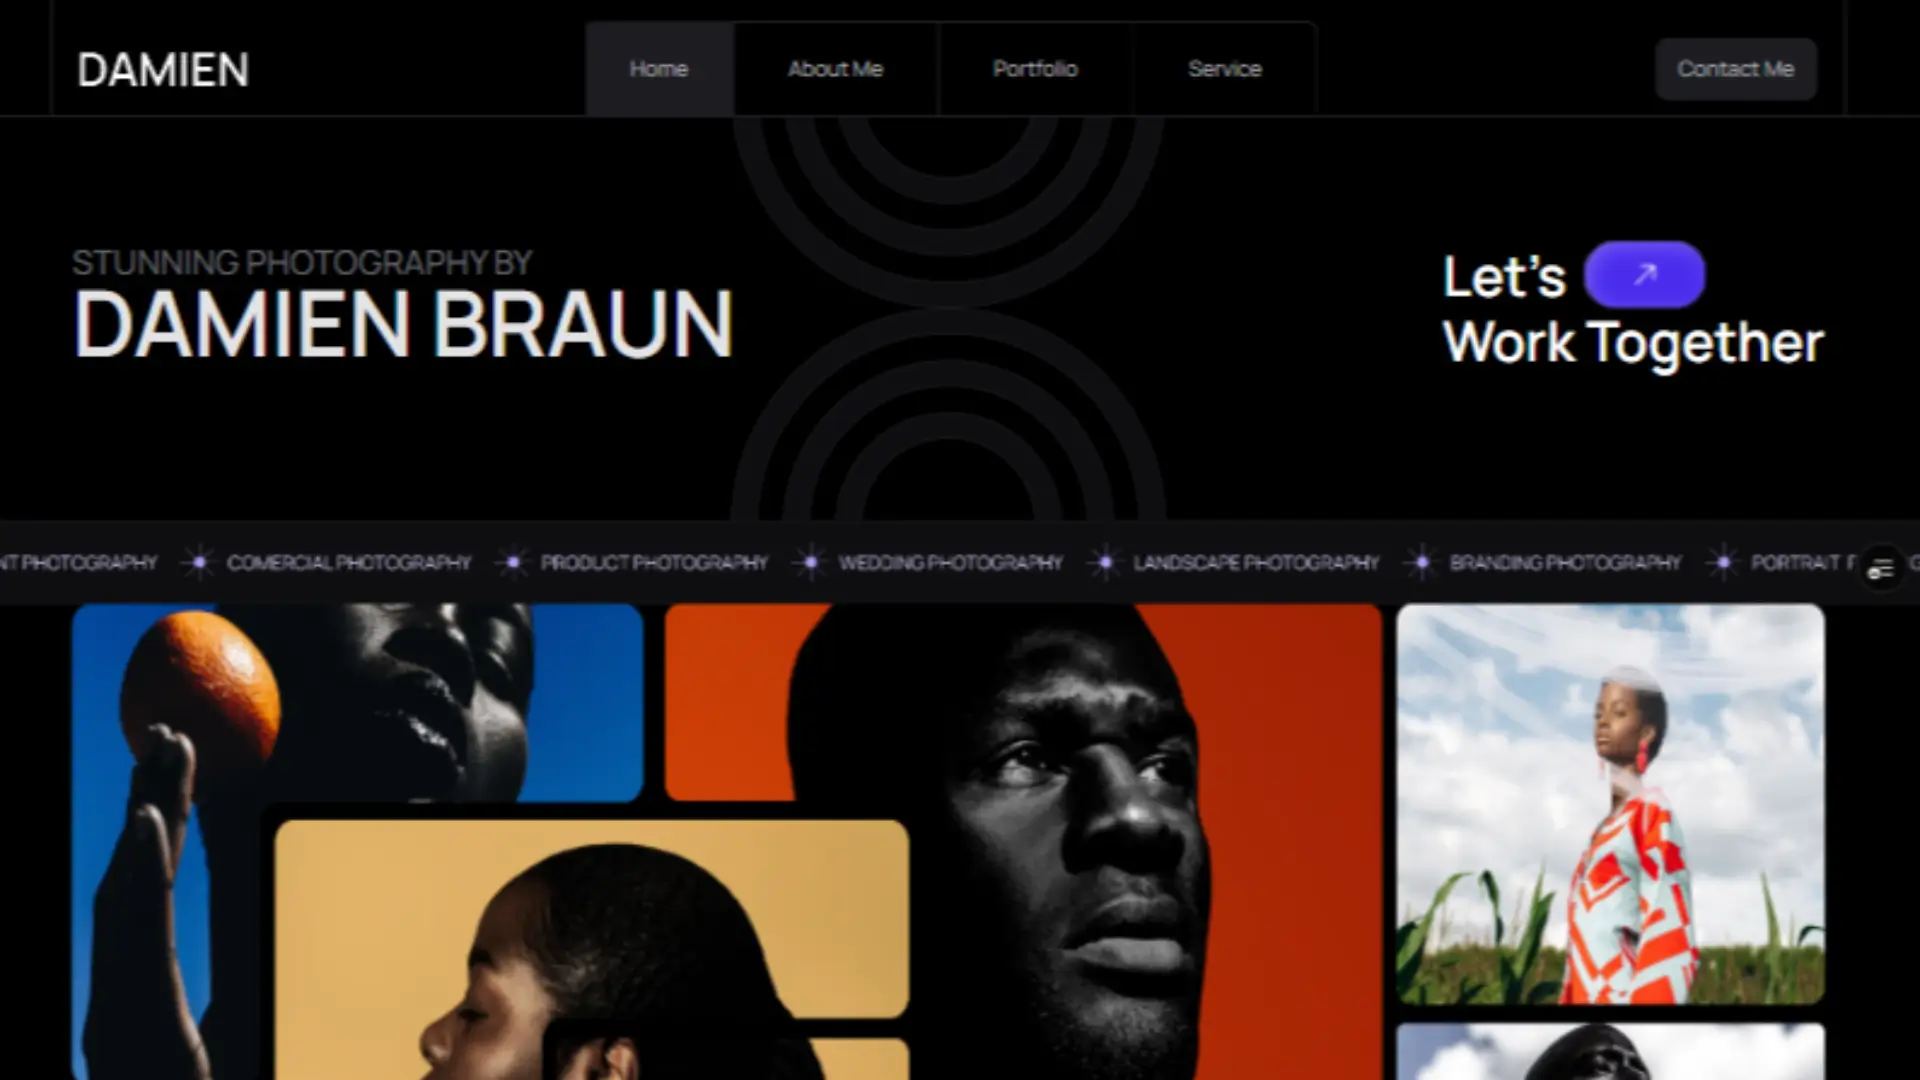 DAMIEN
Home
About Me
Portfolio
Service
Contact Me
STUNNING PHOTOGRAPHY BY
DAMIEN BRAUN
Let's
Work Together
NT PHOTOGRAPHY COMERCIAL PHOTOGRAPHY PRODUCT PHOTOGRAPHY WEDDING PHOTOGRAPHY LANDSCAPE PHOTOGRAPHY BRANDING PHOTOGRAPHY PORTRAIT